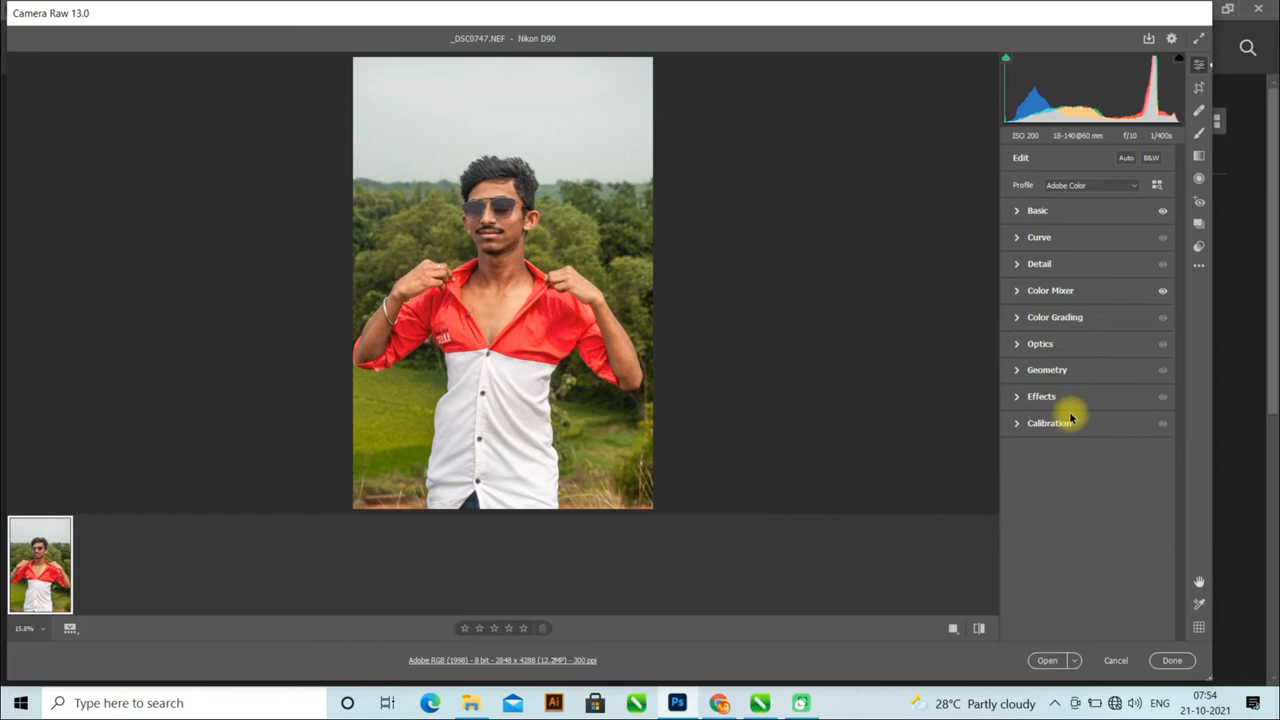 Camera Raw 13.0
_DSC0747.NEF - Nikon D90
ISO 200 18-140@60 mm f/10 1/400s
Edit Auto B&W
Profile Adobe Color
Basic
Curve
Detail
Color Mixer
Color Grading
Optics
Geometry
Effects
Calibration
15.8%
Adobe RGB (1998) - 8 bit - 2848 x 4288 (12.2MP) - 300 ppi
Open Cancel Done
Type here to search
Ai
Ps
28°C Partly cloudy
ENG
07:54
21-10-2021